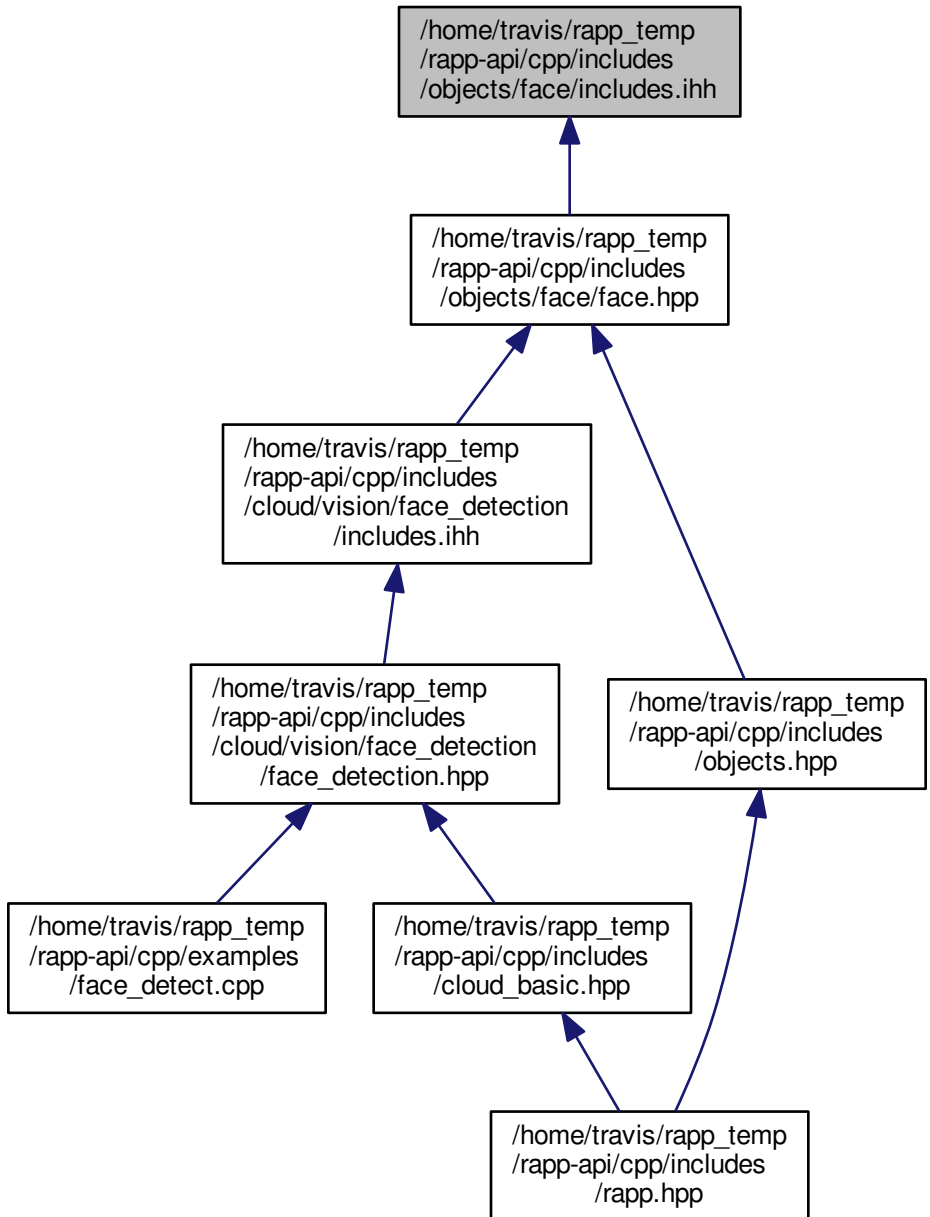 /home/travis/rapp_temp
/rapp-api/cpp/includes
/objects/face/includes.ihh
/home/travis/rapp_temp
/rapp-api/cpp/includes
/objects/face/face.hpp
/home/travis/rapp_temp
/rapp-api/cpp/includes
/cloud/vision/face_detection
/includes.ihh
/home/travis/rapp_temp
/rapp-api/cpp/includes
/cloud/vision/face_detection
/face_detection.hpp
/home/travis/rapp_temp
/rapp-api/cpp/includes
/objects.hpp
/home/travis/rapp_temp
/rapp-api/cpp/examples
/face_detect.cpp
/home/travis/rapp_temp
/rapp-api/cpp/includes
/cloud_basic.hpp
/home/travis/rapp_temp
/rapp-api/cpp/includes
/rapp.hpp